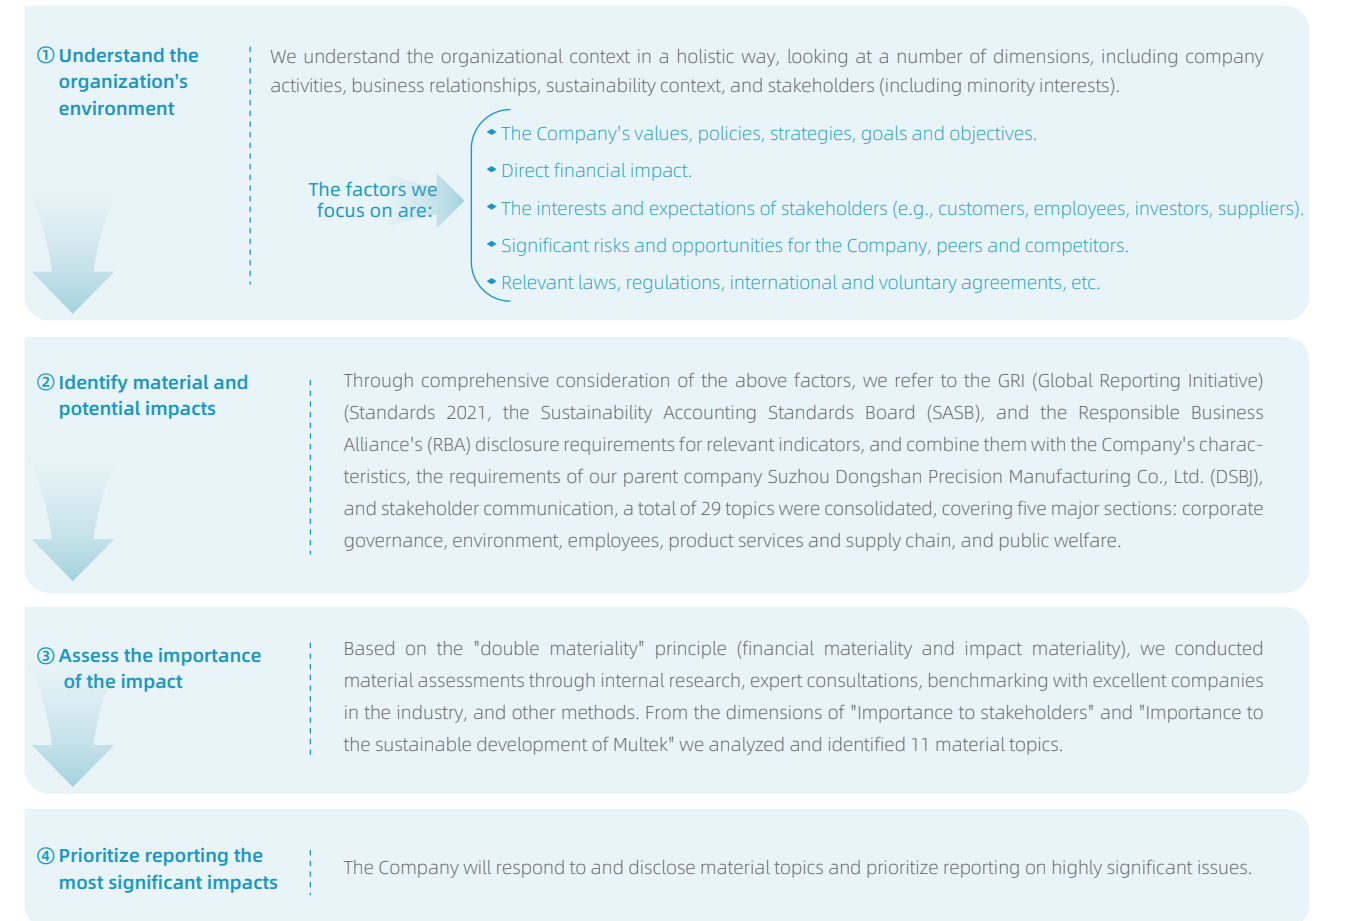 ① Understand the
organization's
environment
We understand the organizational context in a holistic way, looking at a number of dimensions, including company
activities, business relationships, sustainability context, and stakeholders (including minority interests).
The factors we
focus on are:
The Company's values, policies, strategies, goals and objectives.
Direct financial impact.
The interests and expectations of stakeholders (e.g., customers, employees, investors, suppliers).
Significant risks and opportunities for the Company, peers and competitors.
Relevant laws, regulations, international and voluntary agreements, etc.
② Identify material and
potential impacts
Through comprehensive consideration of the above factors, we refer to the GRI (Global Reporting Initiative)
(Standards 2021, the Sustainability Accounting Standards Board (SASB), and the Responsible Business
Alliance's (RBA) disclosure requirements for relevant indicators, and combine them with the Company's charac-
teristics, the requirements of our parent company Suzhou Dongshan Precision Manufacturing Co., Ltd. (DSBJ),
and stakeholder communication, a total of 29 topics were consolidated, covering five major sections: corporate
governance, environment, employees, product services and supply chain, and public welfare.
③ Assess the importance
of the impact
Based on the "double materiality" principle (financial materiality and impact materiality), we conducted
material assessments through internal research, expert consultations, benchmarking with excellent companies
in the industry, and other methods. From the dimensions of "Importance to stakeholders" and "Importance to
the sustainable development of Multek" we analyzed and identified 11 material topics.
④ Prioritize reporting the
most significant impacts
The Company will respond to and disclose material topics and prioritize reporting on highly significant issues.